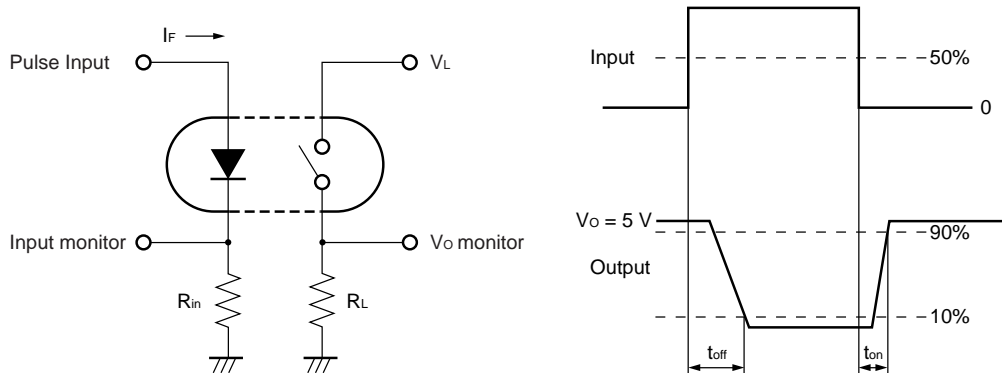 IF
Pulse Input
VL
Input monitor
VO monitor
Rin
RL
Input
50%
0
VO = 5 V
90%
Output
10%
toff
ton